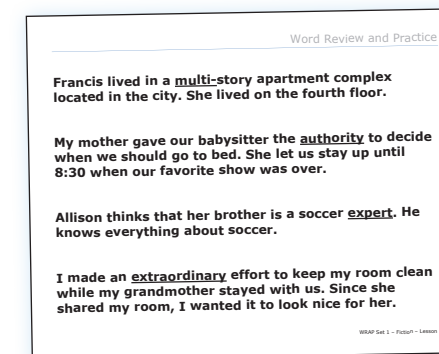 Word Review and Practice
Francis lived in a multi-story apartment complex
located in the city. She lived on the fourth floor.
My mother gave our babysitter the authority to decide
when we should go to bed. She let us stay up until
8:30 when our favorite show was over.
Allison thinks that her brother is a soccer expert. He
knows everything about soccer.
I made an extraordinary effort to keep my room clean
while my grandmother stayed with us. Since she
shared my room, I wanted it to look nice for her.
WRAP Set 1 – Fiction – Lesson